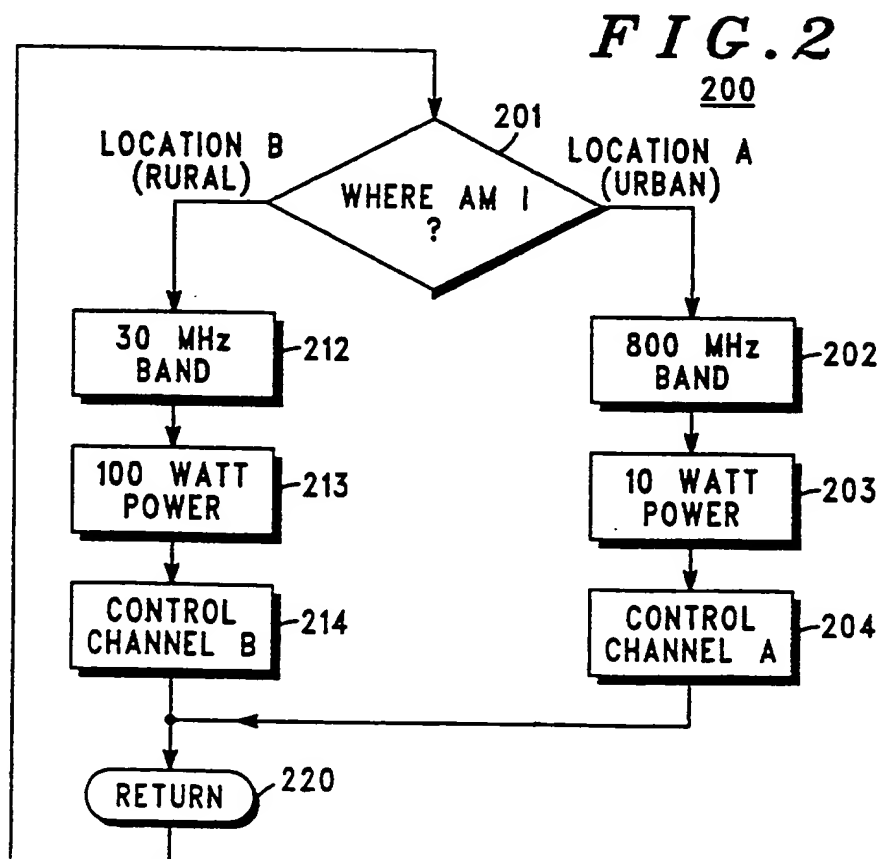 FIG.2
200
201
LOCATION B
(RURAL)
LOCATION A
(URBAN)
WHERE AM I
?
30 MHz
BAND
212
800 MHz
BAND
202
100 WATT
POWER
213
10 WATT
POWER
203
CONTROL
CHANNEL B
214
CONTROL
CHANNEL A
204
RETURN
220